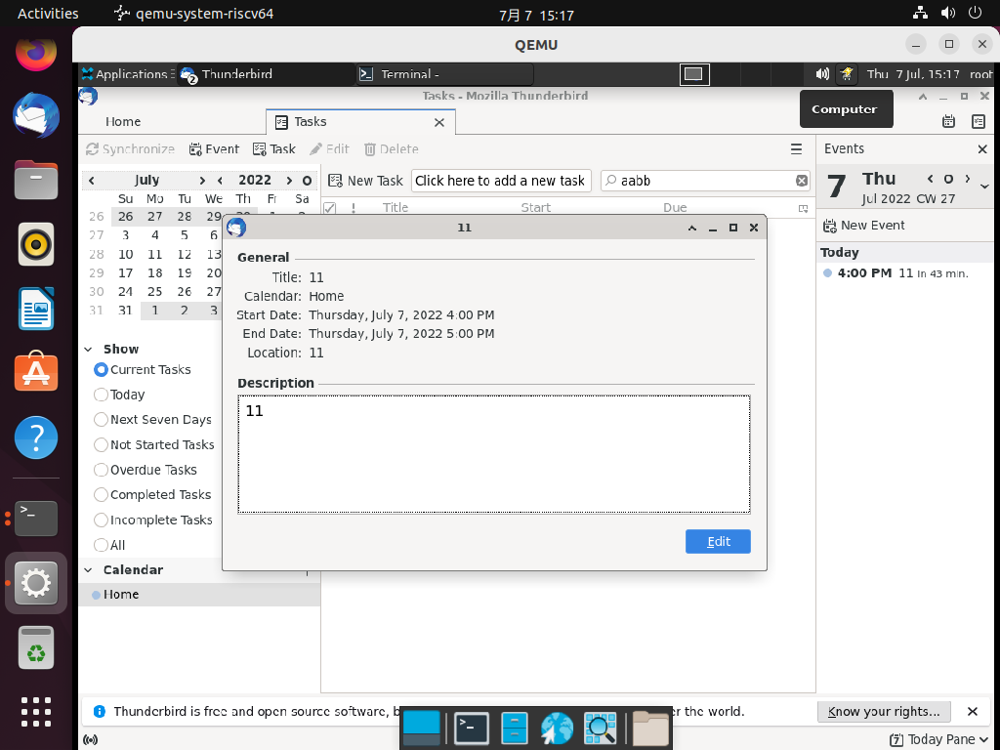 Activities
qemu-system-riscv64
7月 7 15:17
QEMU
Applications
2
Thunderbird
Terminal -
Thu 7 Jul, 15:17 root
Tasks - Mozilla Thunderbird
Computer
Home
Tasks
Synchronize
Event
Task
Edit
Delete
Events
July 2022
New Task
Click here to add a new task
aabb
7
Thu
Jul 2022 CW 27
Su Mo Tu We Th Fr Sa
Title Start Due
26 26 27 28 29
27 3 4 5 6
28 10 11 12 13
29 17 18 19 20
30 24 25 26 27
31 31 1 2 3
New Event
Today
4:00 PM 11 in 43 min.
11
General
Title: 11
Calendar: Home
Start Date: Thursday, July 7, 2022 4:00 PM
End Date: Thursday, July 7, 2022 5:00 PM
Location: 11
Description
11
Edit
Show
Current Tasks
Today
Next Seven Days
Not Started Tasks
Overdue Tasks
Completed Tasks
Incomplete Tasks
All
Calendar
Home
Thunderbird is free and open source software,
the world.
Know your rights...
7 Today Pane